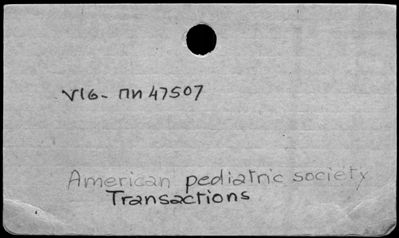 V16- ПИ 47507
American pediatric society
Transactions